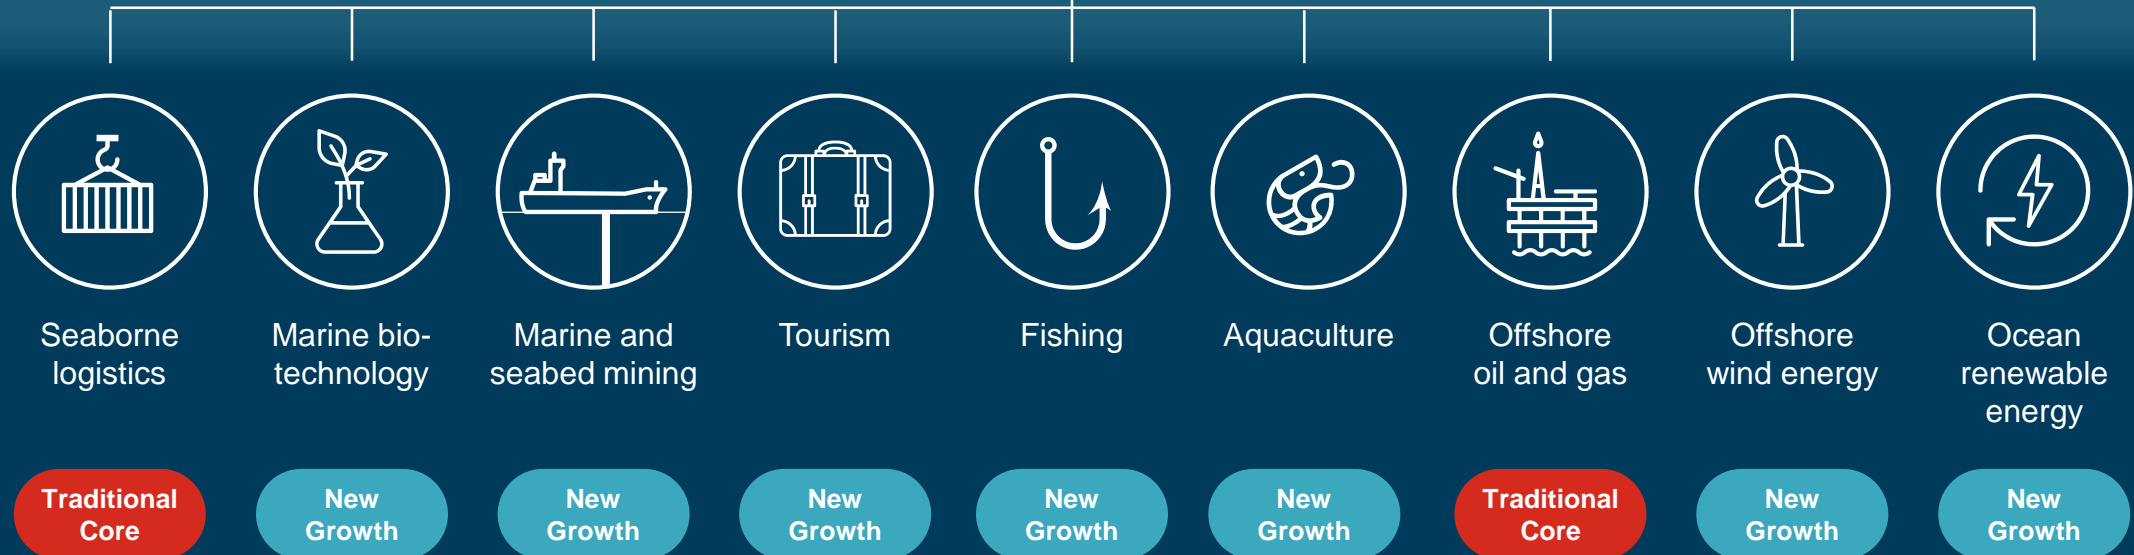 Seaborne
logistics
Marine bio-
technology
Marine and
seabed mining
Tourism
Fishing
Aquaculture
Offshore
oil and gas
Offshore
wind energy
Ocean
renewable
energy
Traditional
Core
New
Growth
New
Growth
New
Growth
New
Growth
New
Growth
Traditional
Core
New
Growth
New
Growth